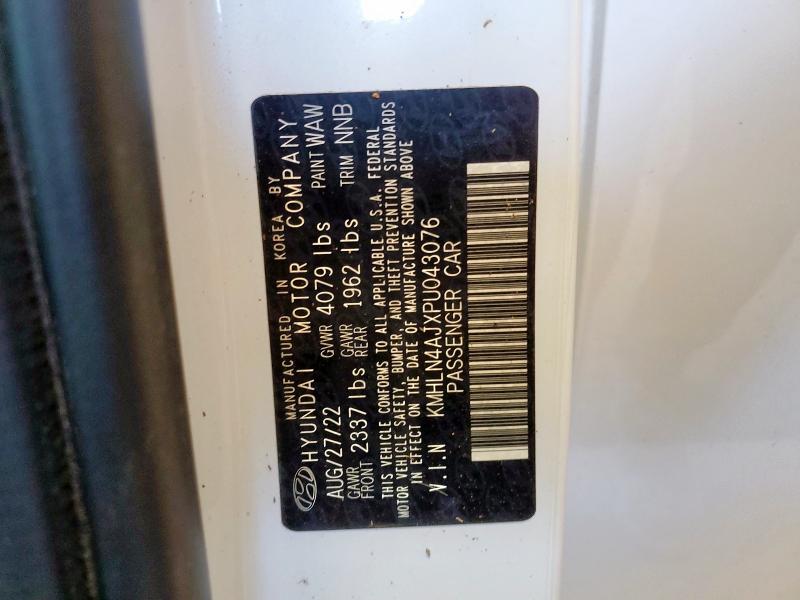 MANUFACTURED IN KOREA BY
HYUNDAI MOTOR COMPANY
AUG/27/22 GVWR 4079 lbs PAINT WAW
GAWR FRONT 2337 lbs GAWR REAR 1962 lbs TRIM NNB
THIS VEHICLE CONFORMS TO ALL APPLICABLE U.S.A. FEDERAL
MOTOR VEHICLE SAFETY, BUMPER, AND THEFT PREVENTION STANDARDS
IN EFFECT ON THE DATE OF MANUFACTURE SHOWN ABOVE
V.I.N KMHLN4AJXPU043076
PASSENGER CAR